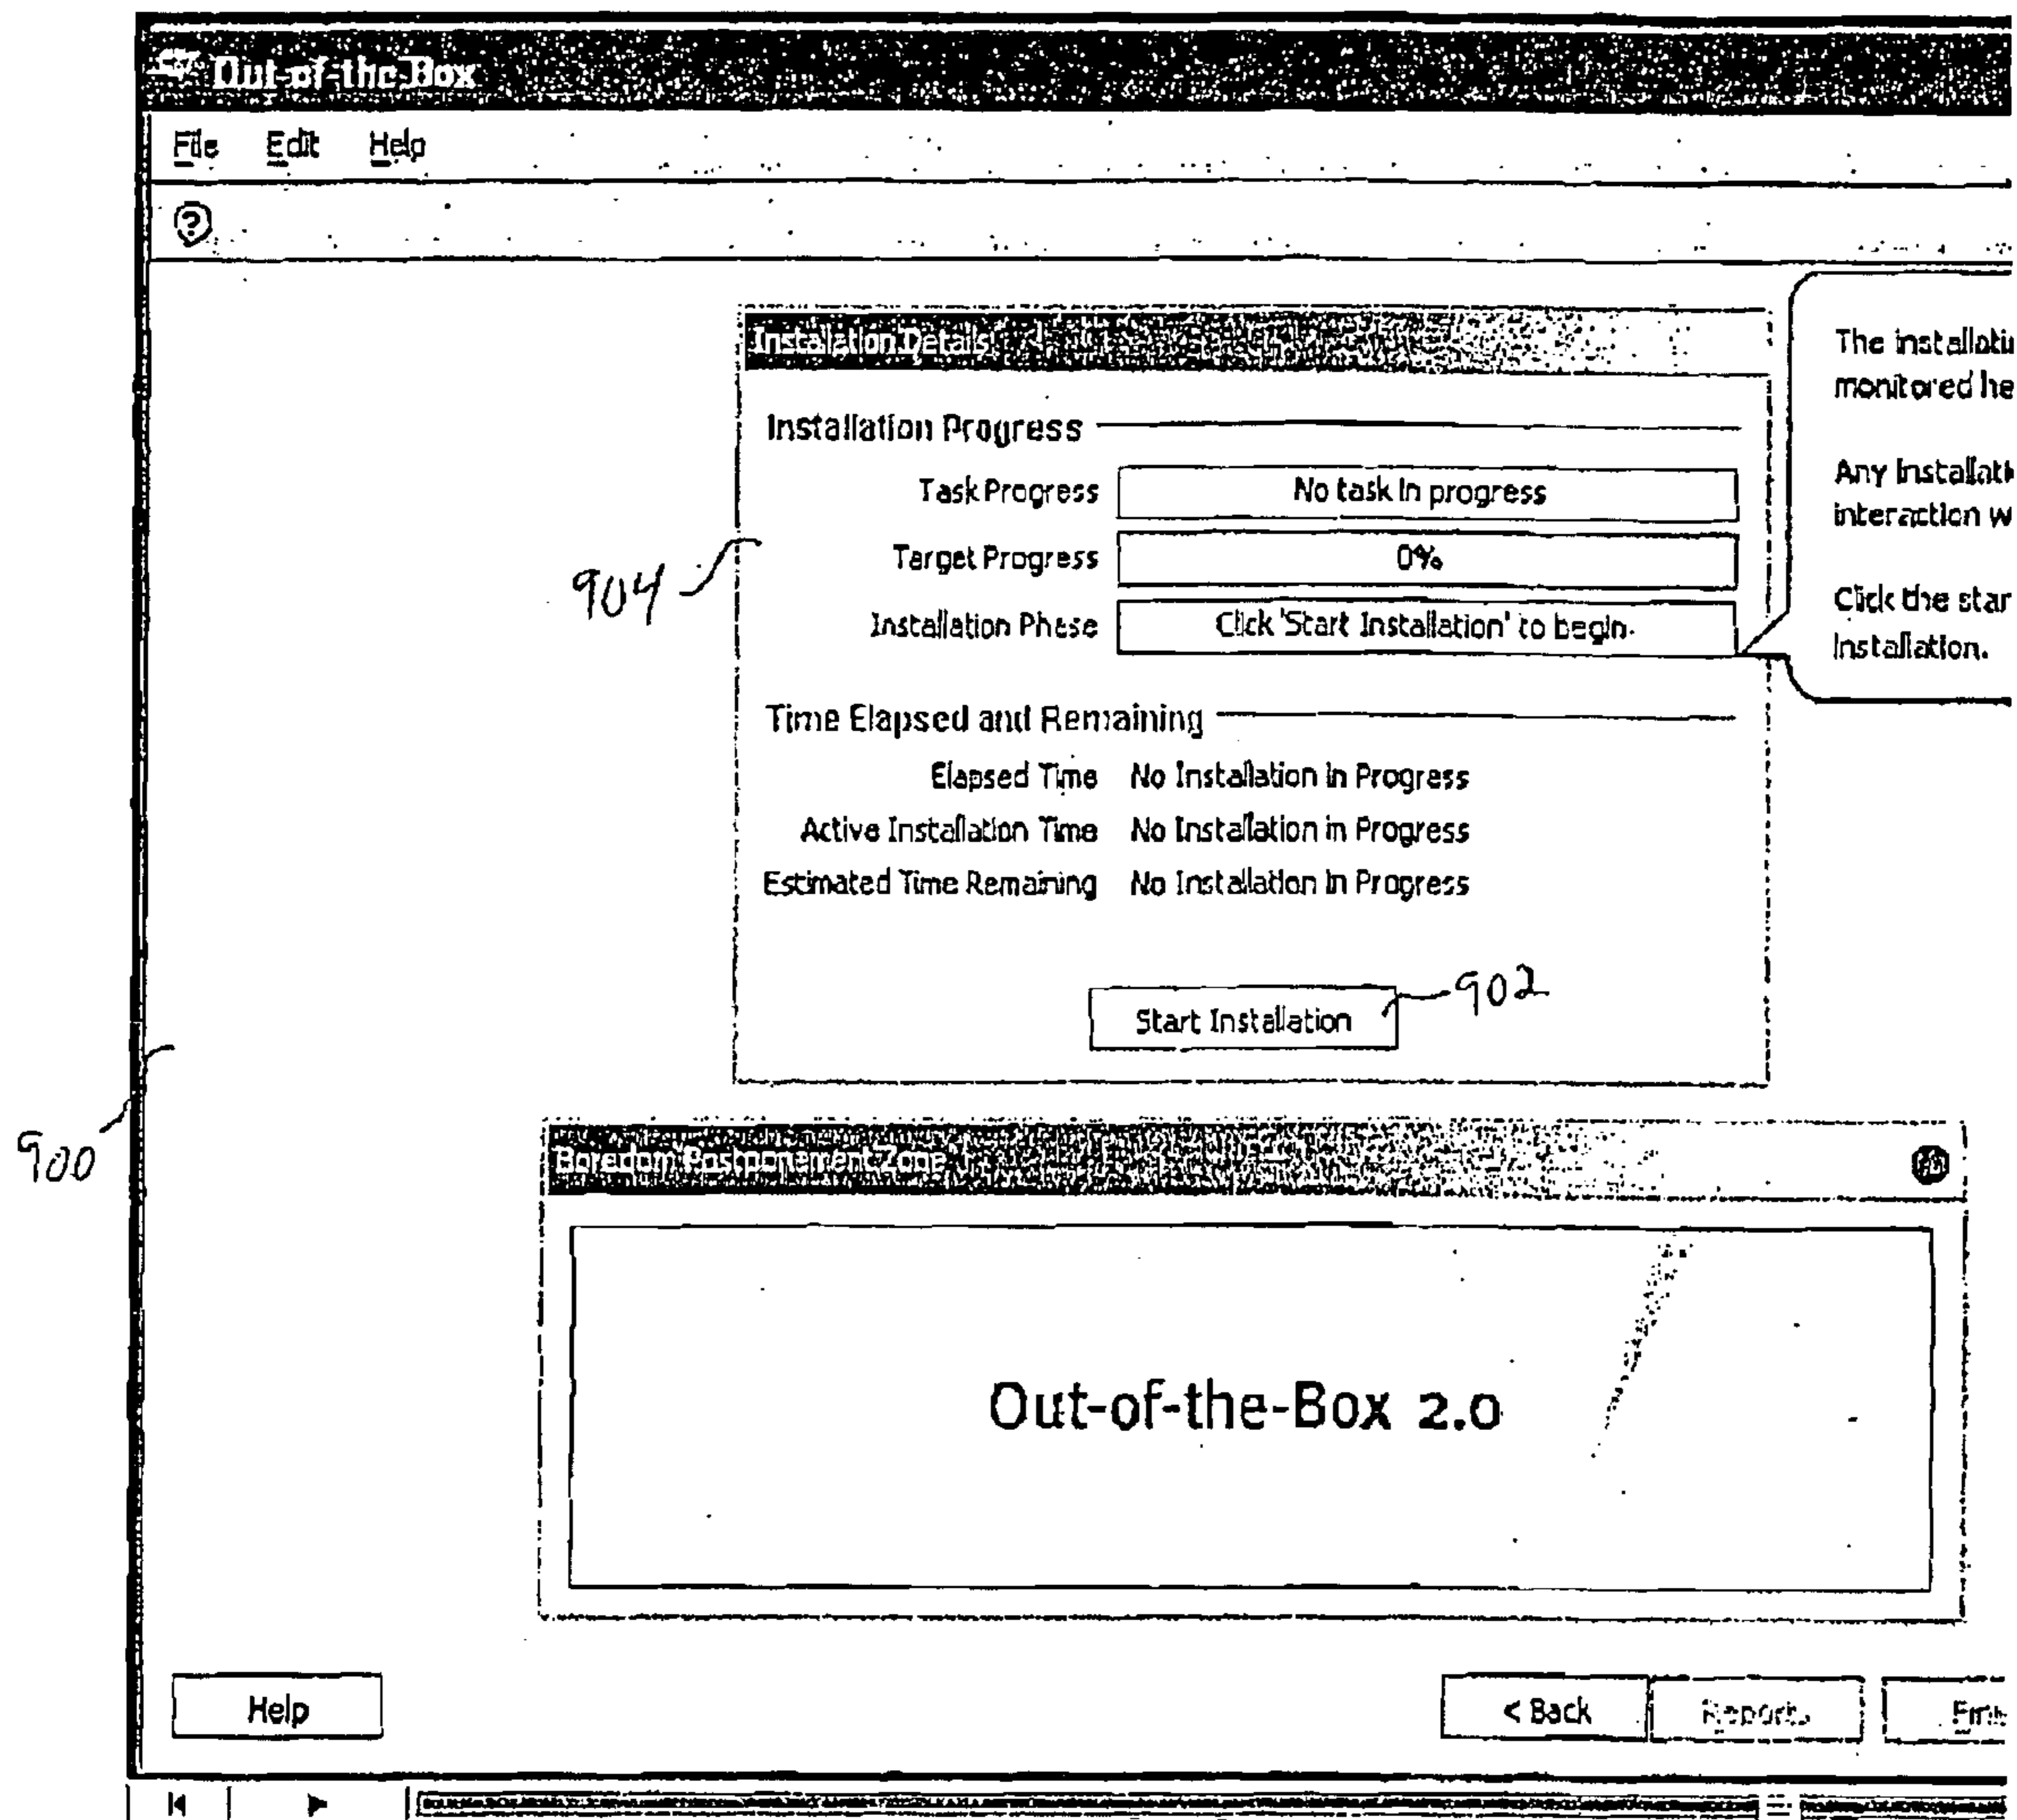 Out-of-the-Box
File Edit Help
?
Installation Details
Installation Progress
Task Progress No task in progress
Target Progress 0%
Installation Phase Click 'Start Installation' to begin.
Time Elapsed and Remaining
Elapsed Time No Installation in Progress
Active Installation Time No Installation in Progress
Estimated Time Remaining No Installation in Progress
Start Installation
902
904
900
The installatio
monitored he
Any installati
interaction w
Click the star
installation.
Boredom Postponement Zone
Out-of-the-Box 2.0
Help
< Back Reports Finis